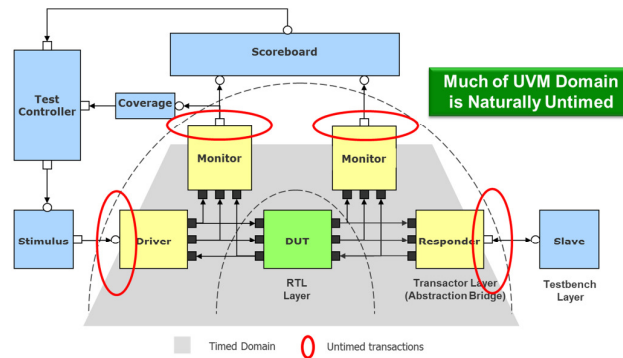 Scoreboard
Much of UVM Domain
is Naturally Untimed
Test
Controller
Coverage
Monitor
Monitor
Stimulus
Driver
DUT
Responder
Slave
RTL
Layer
Transactor Layer
(Abstraction Bridge)
Testbench
Layer
Timed Domain
Untimed transactions